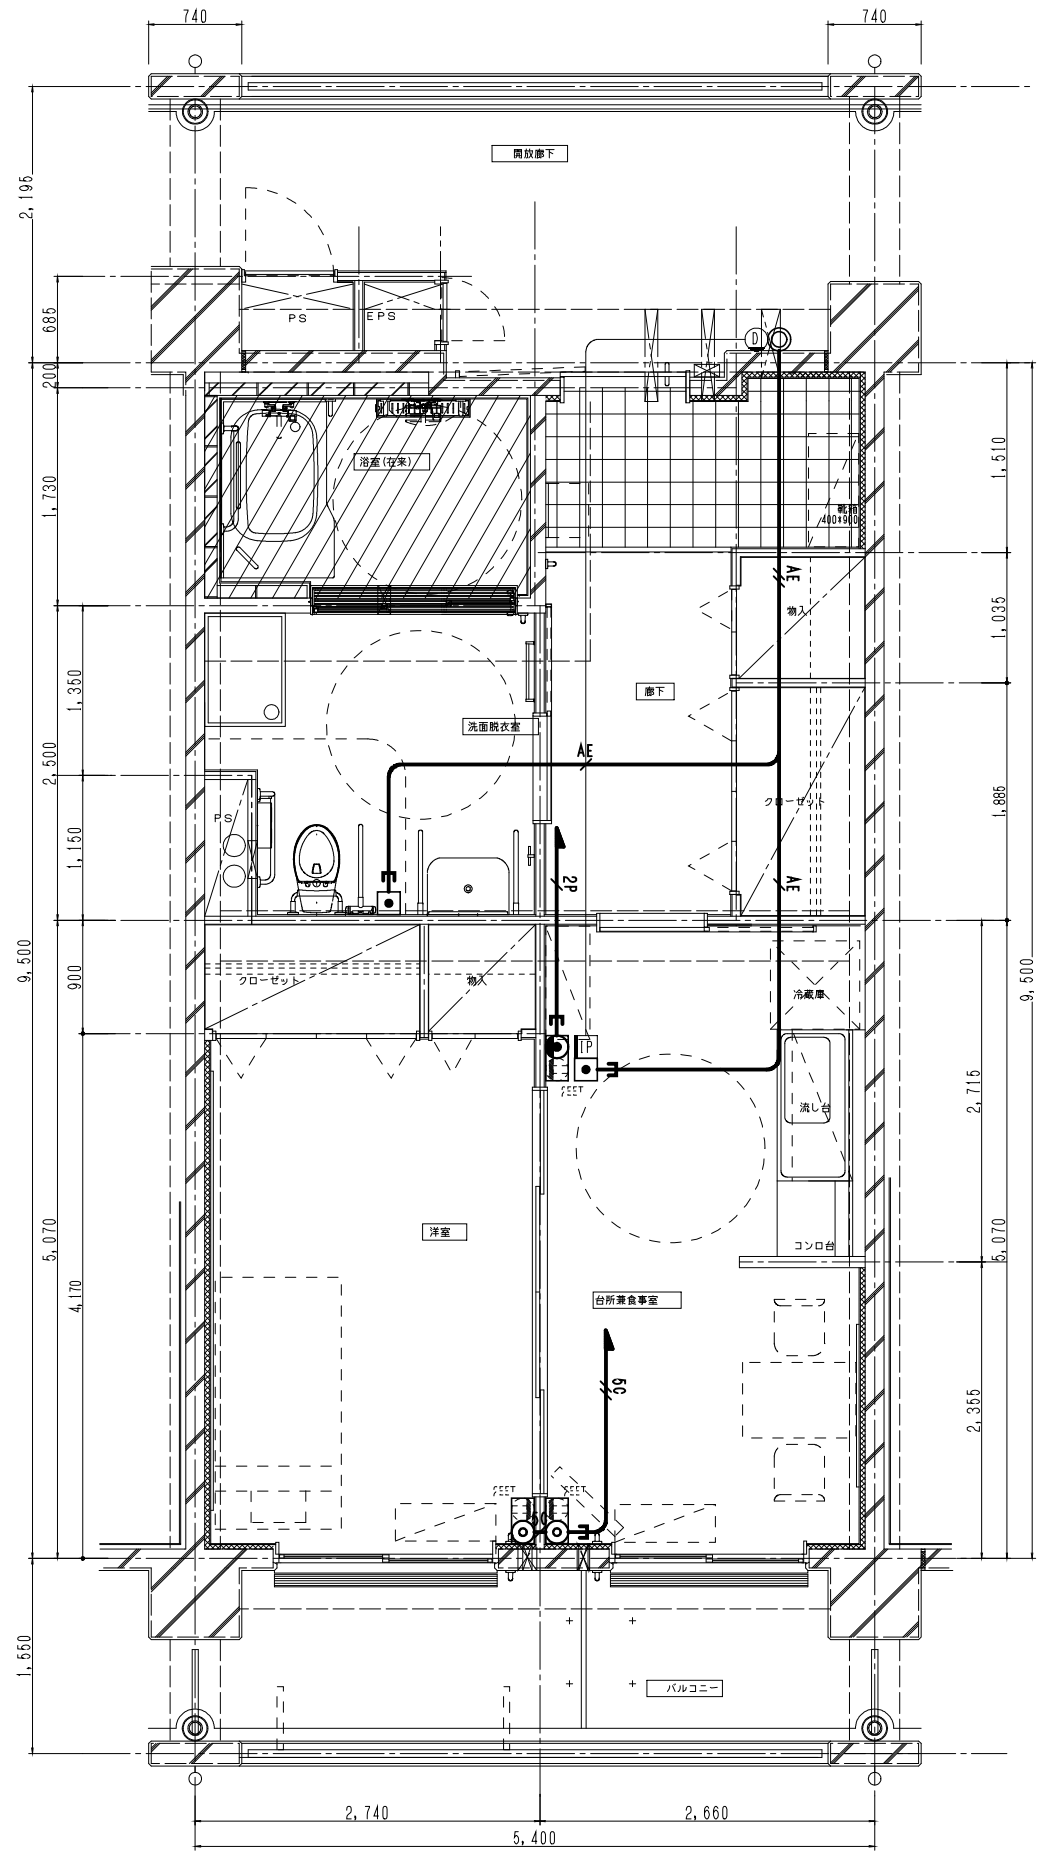 740
740
開放廊下
2,195
685
PS
EPS
D
200
浴室(在来)
1,510
1,730
靴箱
400*900
AE
物入
1,035
1,350
廊下
洗面脱衣室
2,500
AE
クローゼット
1,885
PS
1,150
2P
AE
9,500
900
クローゼット
物入
冷蔵庫
9,500
TP
流し台
2,715
洋室
5,070
5,070
コンロ台
4,170
台所兼食事室
5C
2,355
5C
1,550
バルコニー
2,740
2,660
5,400